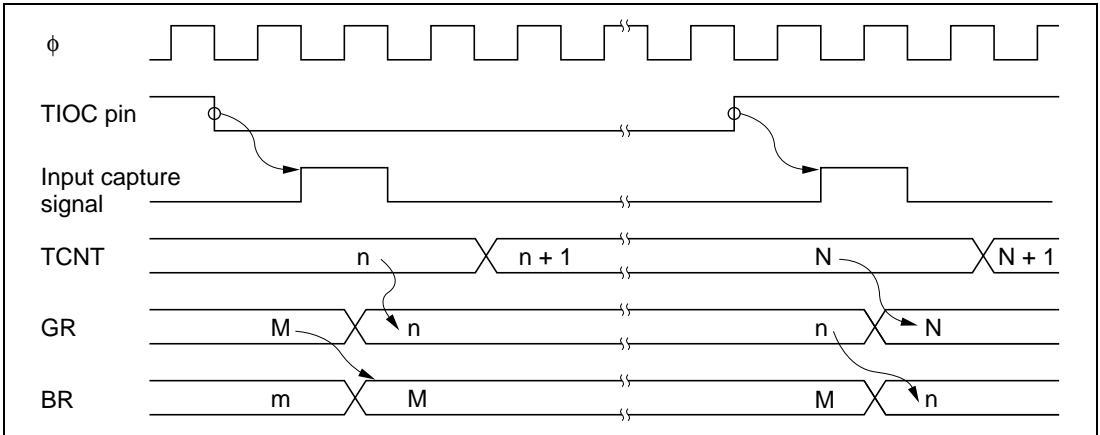 ϕ
TIOC pin
Input capture
signal
TCNT n n + 1 N N + 1
GR M n n N
BR m M M n